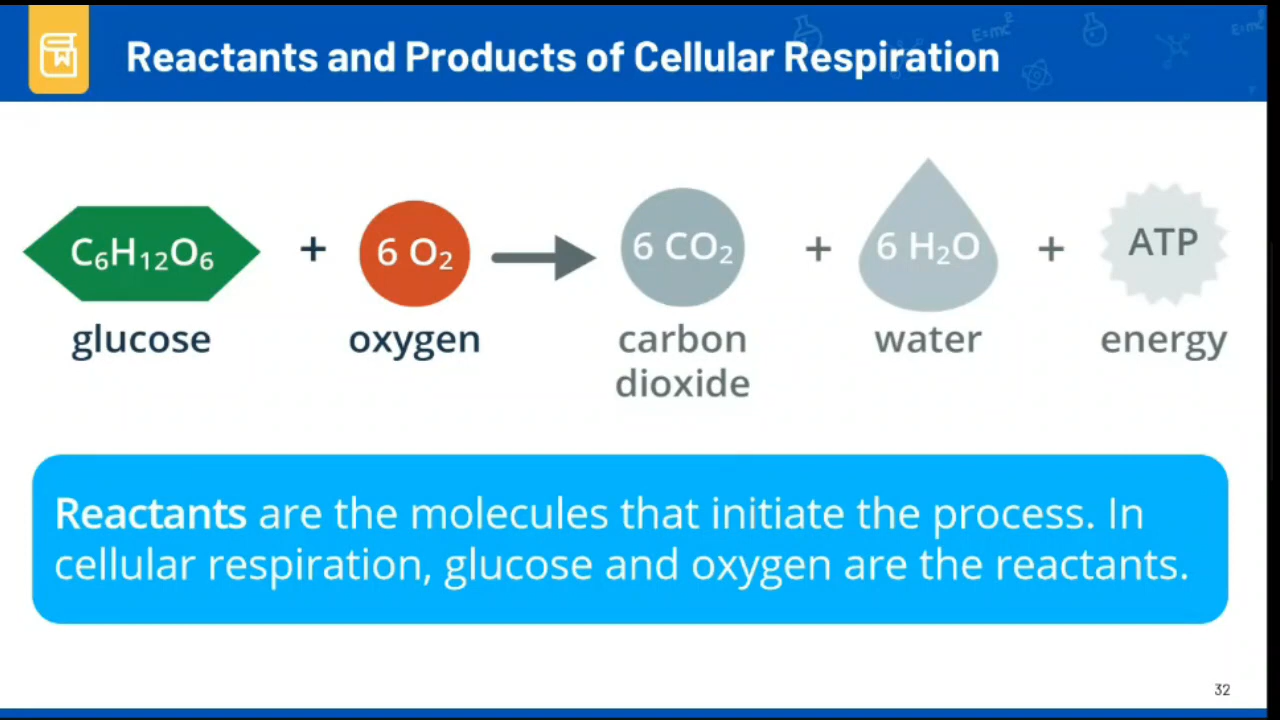 Reactants and Products of Cellular Respiration
E=mc²
E=mc²
C₆H₁₂O₆ + 6 O₂ 6 CO₂ + 6 H₂O + ATP
glucose oxygen carbon dioxide water energy
Reactants are the molecules that initiate the process. In
cellular respiration, glucose and oxygen are the reactants.
32